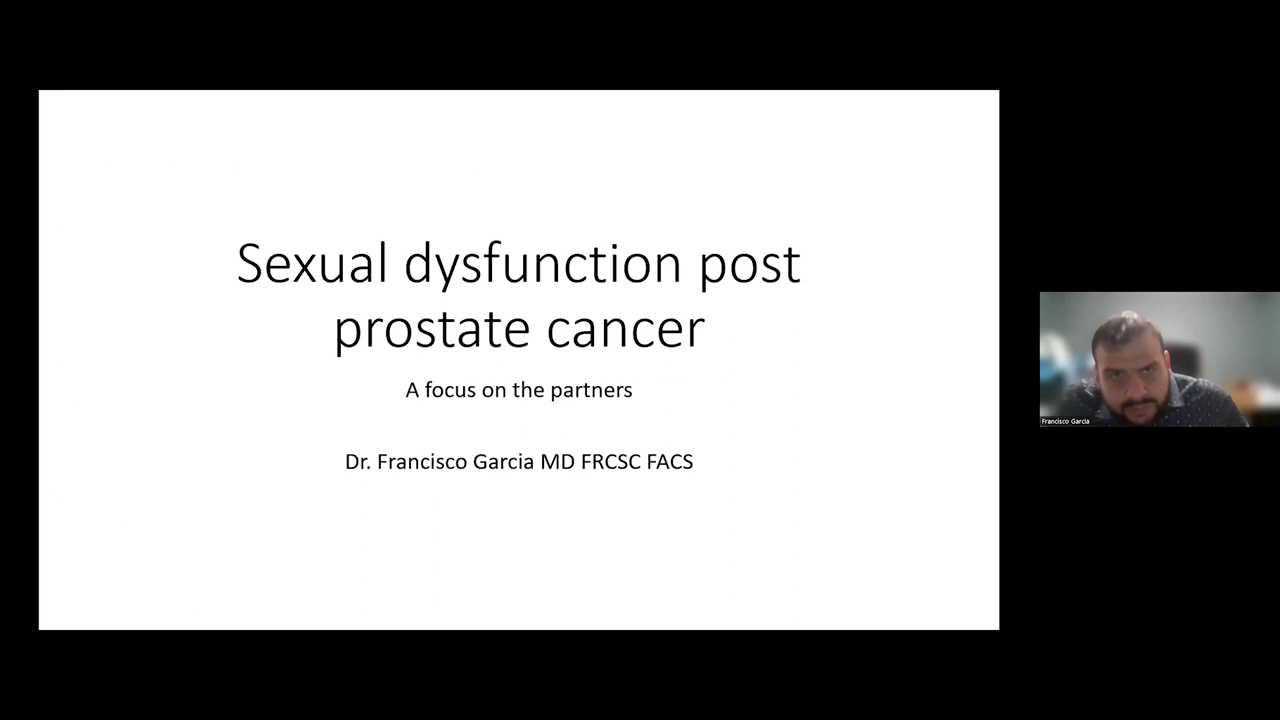 Sexual dysfunction post
prostate cancer
A focus on the partners
Dr. Francisco Garcia MD FRCSC FACS
Francisco Garcia